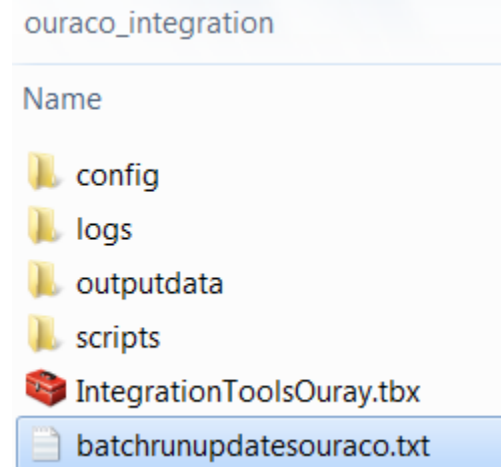 ouraco_integration
Name
config
logs
outputdata
scripts
IntegrationToolsOuray.tbx
batchrunupdatesouraco.txt